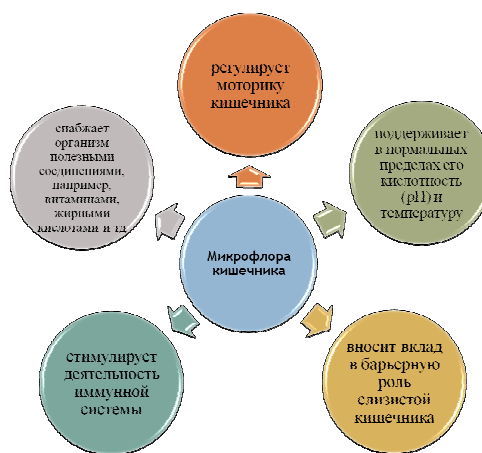 регулирует
моторику
кишечника
снабжает
организм
полезными
соединениями,
например,
витаминами,
жирными
кислотами и тд
поддерживает
в нормальных
пределах его
кислотность
(pH) и
температуру
Микрофлора
кишечника
стимулирует
деятельность
иммунной
системы
вносит вклад
в барьерную
роль
слизистой
кишечника